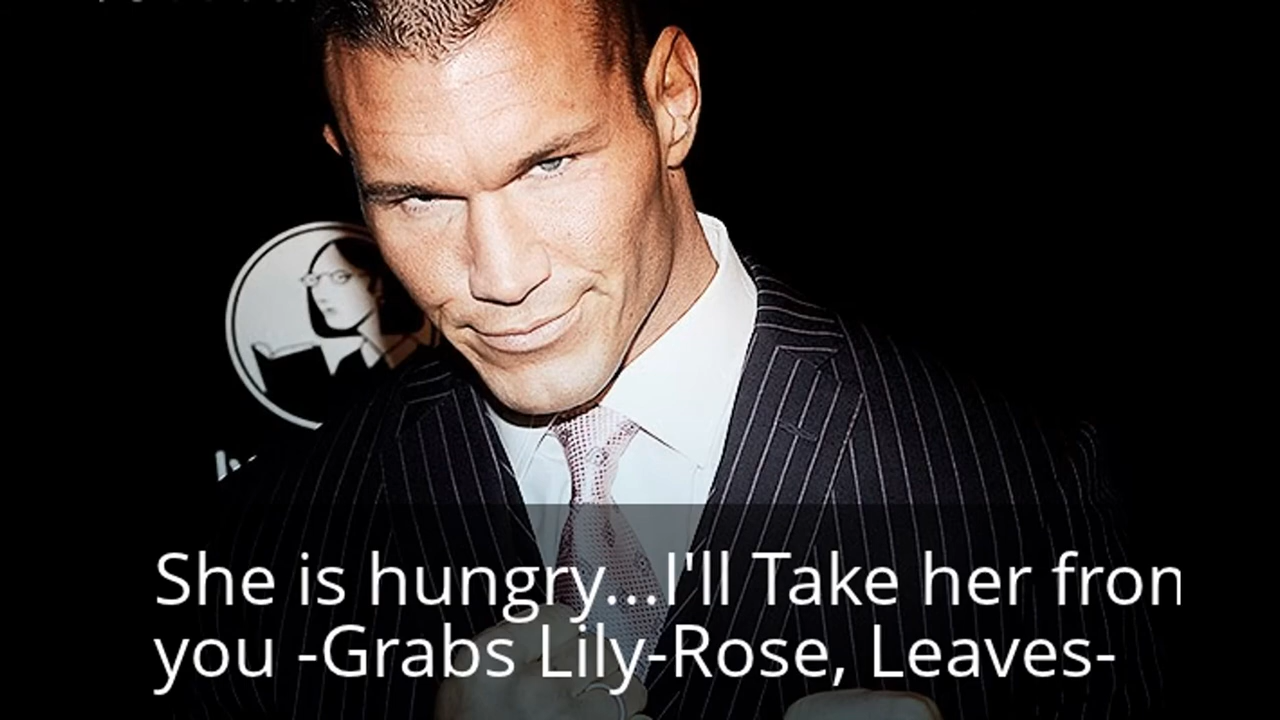 She is hungry...I'll Take her fron
you -Grabs Lily-Rose, Leaves-